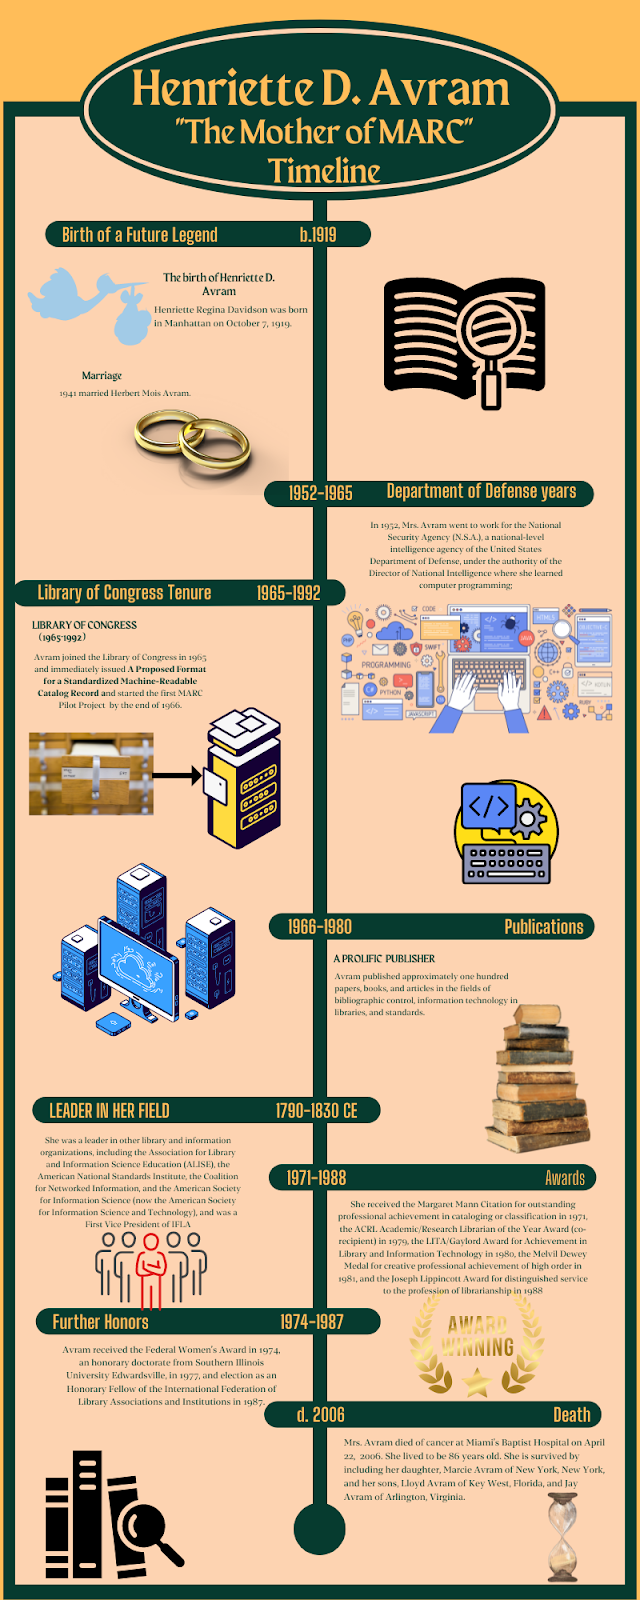 Henriette D. Avram
"The Mother of MARC"
Timeline
Birth of a Future Legend b.1919
The birth of Henriette D.
Avram
Henriette Regina Davidson was born
in Manhattan on October 7, 1919.
Marriage
1941 married Herbert Mois Avram.
1952-1965 Department of Defense years
In 1952, Mrs. Avram went to work for the National
Security Agency (N.S.A.), a national-level
intelligence agency of the United States
Department of Defense, under the authority of the
Director of National Intelligence where she learned
computer programming;
Library of Congress Tenure 1965-1992
LIBRARY OF CONGRESS
(1965-1992)
Avram joined the Library of Congress in 1965
and immediately issued A Proposed Format
for a Standardized Machine-Readable
Catalog Record and started the first MARC
Pilot Project by the end of 1966.
CODE
HTML5
PHP
SWIFT
JAVA
PROGRAMMING
C++
PYTHON
JAVASCRIPT
RUBY
</>
1966-1980 Publications
A PROLIFIC PUBLISHER
Avram published approximately one hundred
papers, books, and articles in the fields of
bibliographic control, information technology in
libraries, and standards.
LEADER IN HER FIELD 1790-1830 CE
She was a leader in other library and information
organizations, including the Association for Library
and Information Science Education (ALISE), the
American National Standards Institute, the Coalition
for Networked Information, and the American Society
for Information Science (now the American Society
for Information Science and Technology), and was a
First Vice President of IFLA
1971-1988 Awards
She received the Margaret Mann Citation for outstanding
professional achievement in cataloging or classification in 1971,
the ACRL Academic/Research Librarian of the Year Award (co-
recipient) in 1979, the LITA/Gaylord Award for Achievement in
Library and Information Technology in 1980, the Melvil Dewey
Medal for creative professional achievement of high order in
1981, and the Joseph Lippincott Award for distinguished service
to the profession of librarianship in 1988
AWARD
WINNING
Further Honors 1974-1987
Avram received the Federal Women's Award in 1974,
an honorary doctorate from Southern Illinois
University Edwardsville, in 1977, and election as an
Honorary Fellow of the International Federation of
Library Associations and Institutions in 1987.
d. 2006 Death
Mrs. Avram died of cancer at Miami's Baptist Hospital on April
22, 2006. She lived to be 86 years old. She is survived by
including her daughter, Marcie Avram of New York, New York,
and her sons, Lloyd Avram of Key West, Florida, and Jay
Avram of Arlington, Virginia.